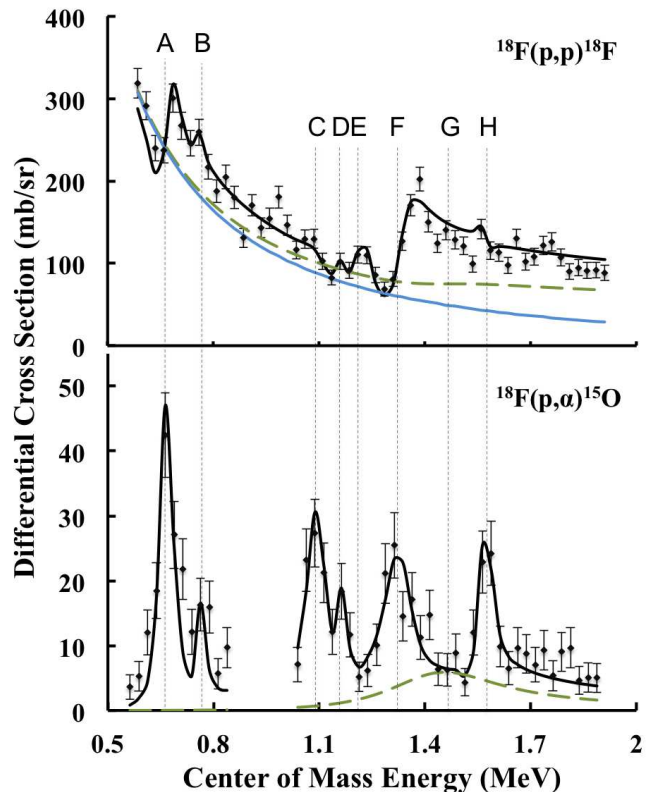 400
300
200
100
0
A B C D E F G H
¹⁸F(p,p)¹⁸F
Differential Cross Section (mb/sr)
50
40
30
20
10
0
¹⁸F(p,α)¹⁵O
0.5 0.8 1.1 1.4 1.7 2
Center of Mass Energy (MeV)